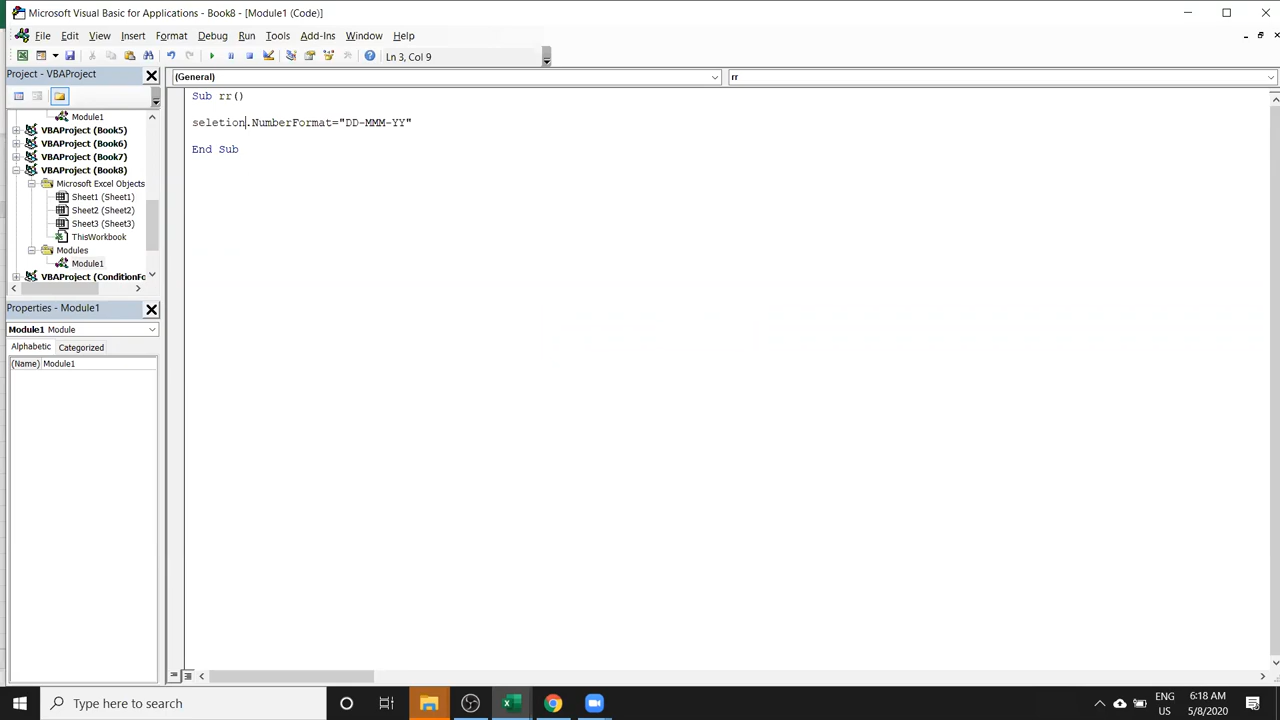 Microsoft Visual Basic for Applications - Book8 - [Module1 (Code)]
File Edit View Insert Format Debug Run Tools Add-Ins Window Help
Ln 3, Col 9
Project - VBAProject
(General)
rr
Module1
VBAProject (Book5)
VBAProject (Book6)
VBAProject (Book7)
VBAProject (Book8)
Microsoft Excel Objects
Sheet1 (Sheet1)
Sheet2 (Sheet2)
Sheet3 (Sheet3)
ThisWorkbook
Modules
Module1
VBAProject (ConditionFo
Sub rr()
seletion.NumberFormat="DD-MMM-YY"
End Sub
Properties - Module1
Module1 Module
Alphabetic Categorized
(Name) Module1
Type here to search
ENG
US
6:18 AM
5/8/2020